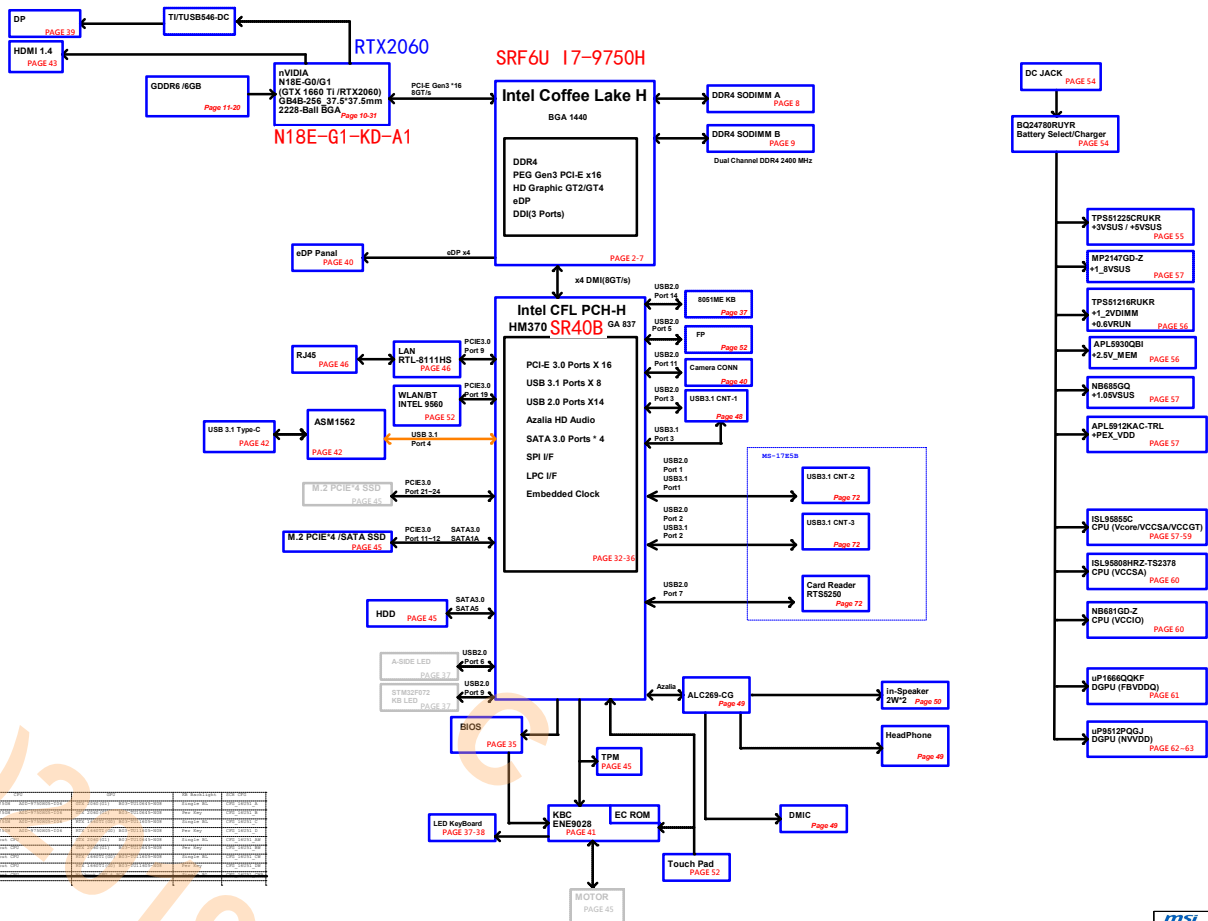 DP
PAGE 39
TI/TUSB546-DC
HDMI 1.4
PAGE 43
RTX2060
GDDR6 /6GB
Page 11-20
nVIDIA
N18E-G0/G1
(GTX 1660 Ti /RTX2060)
GB4B-256_37.5*37.5mm
2228-Ball BGA
Page 10-31
N18E-G1-KD-A1
PCI-E Gen3 *16
8GT/s
SRF6U I7-9750H
Intel Coffee Lake H
BGA 1440
DDR4
PEG Gen3 PCI-E x16
HD Graphic GT2/GT4
eDP
DDI(3 Ports)
PAGE 2-7
DDR4 SODIMM A
PAGE 8
DDR4 SODIMM B
PAGE 9
Dual Channel DDR4 2400 MHz
eDP Panal
PAGE 40
eDP x4
x4 DMI(8GT/s)
Intel CFL PCH-H
HM370 SR40B GA 837
PCI-E 3.0 Ports X 16
USB 3.1 Ports X 8
USB 2.0 Ports X14
Azalia HD Audio
SATA 3.0 Ports * 4
SPI I/F
LPC I/F
Embedded Clock
PAGE 32-36
RJ45
PAGE 46
LAN
RTL-8111HS
PAGE 46
PCIE3.0
Port 9
WLAN/BT
INTEL 9560
PAGE 52
PCIE3.0
Port 19
USB 3.1 Type-C
PAGE 42
ASM1562
PAGE 42
USB 3.1
Port 4
M.2 PCIE*4 SSD
PAGE 45
PCIE3.0
Port 21~24
M.2 PCIE*4 /SATA SSD
PAGE 45
PCIE3.0 SATA3.0
Port 11~12 SATA1A
HDD
PAGE 45
SATA3.0
SATA5
A-SIDE LED
PAGE 37
USB2.0
Port 6
STM32F072
KB LED
PAGE 37
USB2.0
Port 9
USB2.0
Port 14
8051ME KB
Page 37
USB2.0
Port 5
FP
Page 52
USB2.0
Port 11
Camera CONN
Page 40
USB2.0
Port 3
USB3.1 CNT-1
Page 48
USB3.1
Port 3
MS-17E5B
USB2.0
Port 1
USB3.1
Port1
USB3.1 CNT-2
Page 72
USB2.0
Port 2
USB3.1
Port 2
USB3.1 CNT-3
Page 72
USB2.0
Port 7
Card Reader
RTS5250
Page 72
Azalia
ALC269-CG
Page 49
in-Speaker
2W*2
Page 50
HeadPhone
Page 49
DMIC
Page 49
BIOS
PAGE 35
TPM
PAGE 45
LED KeyBoard
PAGE 37-38
KBC
ENE9028
PAGE 41
EC ROM
Touch Pad
PAGE 52
MOTOR
PAGE 45
DC JACK
PAGE 54
BQ24780RUYR
Battery Select/Charger
PAGE 54
TPS51225CRUKR
+3VSUS / +5VSUS
PAGE 55
MP2147GD-Z
+1_8VSUS
PAGE 57
TPS51216RUKR
+1_2VDIMM
+0.6VRUN
PAGE 56
APL5930QBI
+2.5V_MEM
PAGE 56
NB685GQ
+1.05VSUS
PAGE 57
APL5912KAC-TRL
+PEX_VDD
PAGE 57
ISL95855C
CPU (Vcore/VCCSA/VCCGT)
PAGE 57-59
ISL95808HRZ-TS2378
CPU (VCCSA)
PAGE 60
NB681GD-Z
CPU (VCCIO)
PAGE 60
uP1666QQKF
DGPU (FBVDDQ)
PAGE 61
uP9512PQGJ
DGPU (NVVDD)
PAGE 62~63
msi